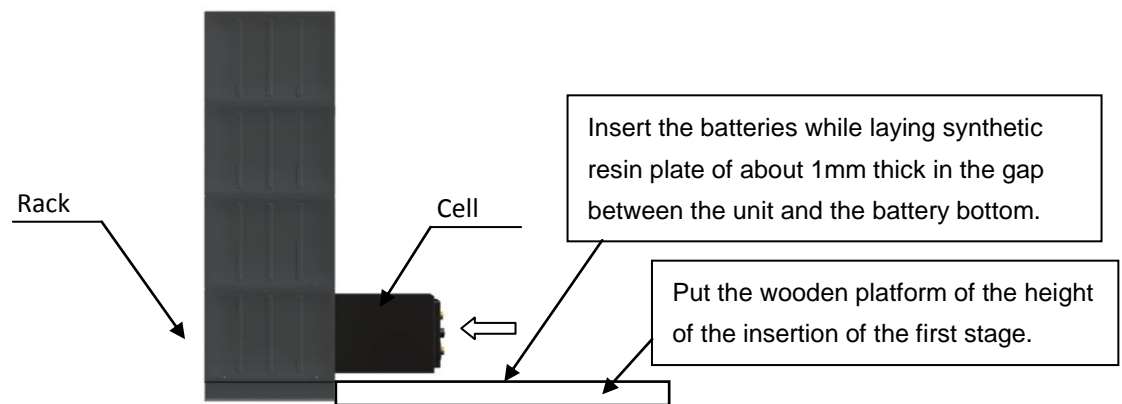 Insert the batteries while laying synthetic
resin plate of about 1mm thick in the gap
between the unit and the battery bottom.
Rack
Cell
Put the wooden platform of the height
of the insertion of the first stage.